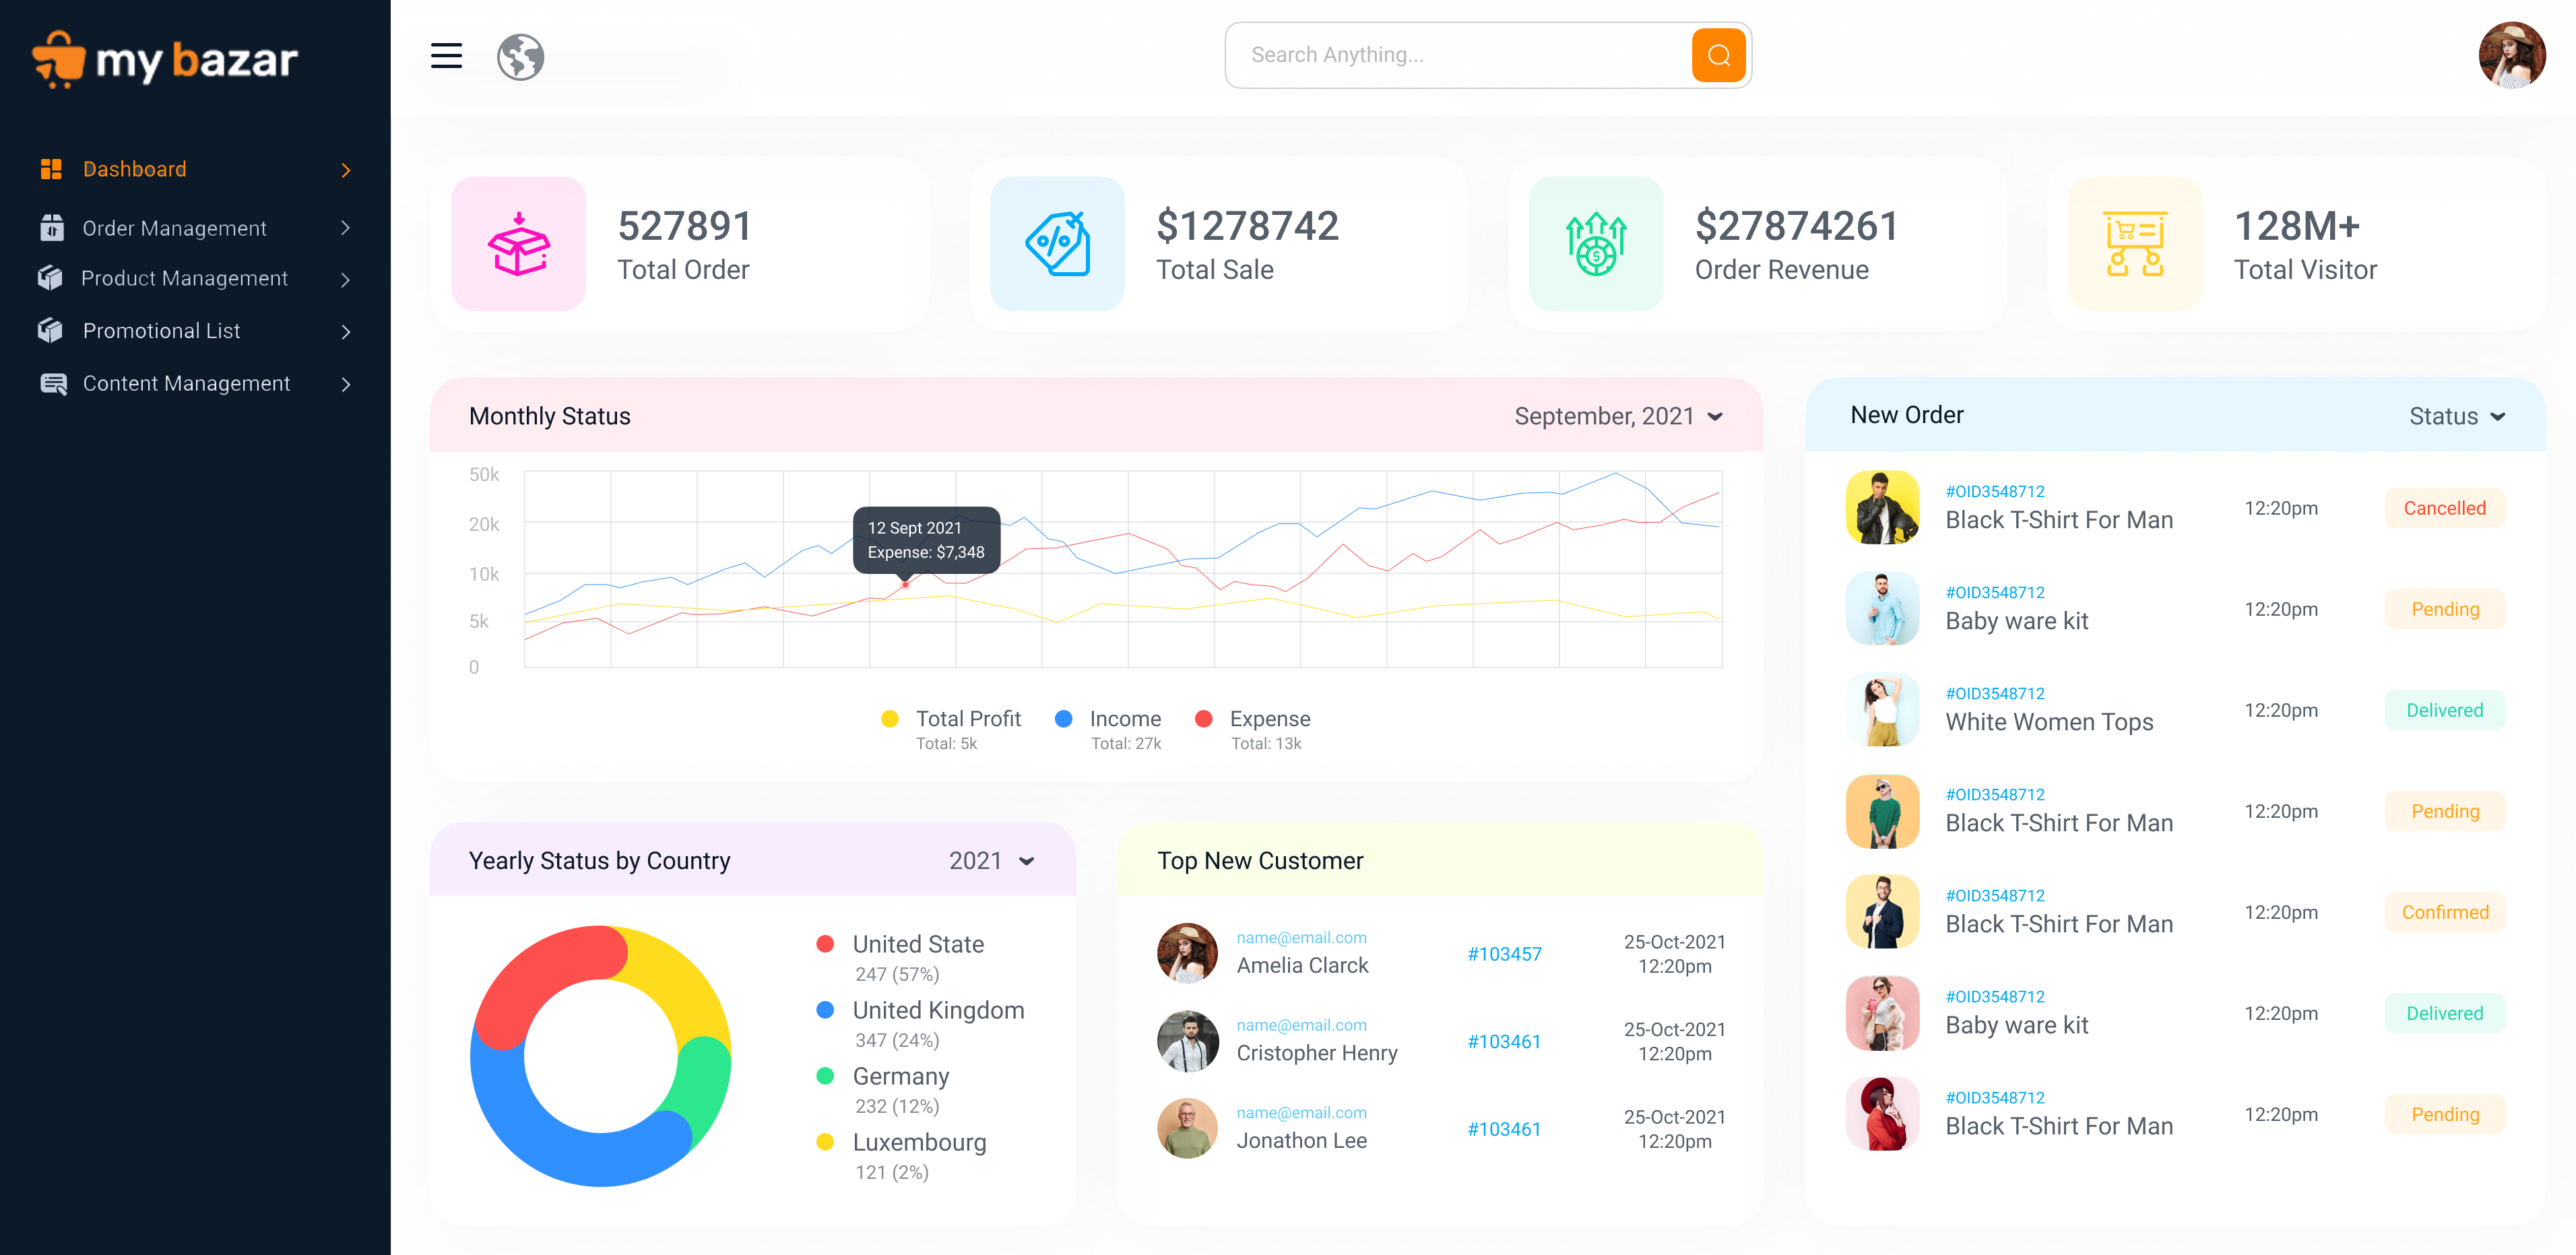 my bazar
Dashboard
Order Management
Product Management
Promotional List
Content Management
Search Anything...
527891
Total Order
$1278742
Total Sale
$27874261
Order Revenue
128M+
Total Visitor
Monthly Status
September, 2021
50k
20k
10k
5k
0
12 Sept 2021
Expense: $7,348
Total Profit
Total: 5k
Income
Total: 27k
Expense
Total: 13k
Yearly Status by Country
2021
United State
247 (57%)
United Kingdom
347 (24%)
Germany
232 (12%)
Luxembourg
121 (2%)
Top New Customer
name@email.com
Amelia Clarck
#103457
25-Oct-2021
12:20pm
name@email.com
Cristopher Henry
#103461
25-Oct-2021
12:20pm
name@email.com
Jonathon Lee
#103461
25-Oct-2021
12:20pm
New Order
Status
#OID3548712
Black T-Shirt For Man
12:20pm
Cancelled
#OID3548712
Baby ware kit
12:20pm
Pending
#OID3548712
White Women Tops
12:20pm
Delivered
#OID3548712
Black T-Shirt For Man
12:20pm
Pending
#OID3548712
Black T-Shirt For Man
12:20pm
Confirmed
#OID3548712
Baby ware kit
12:20pm
Delivered
#OID3548712
Black T-Shirt For Man
12:20pm
Pending